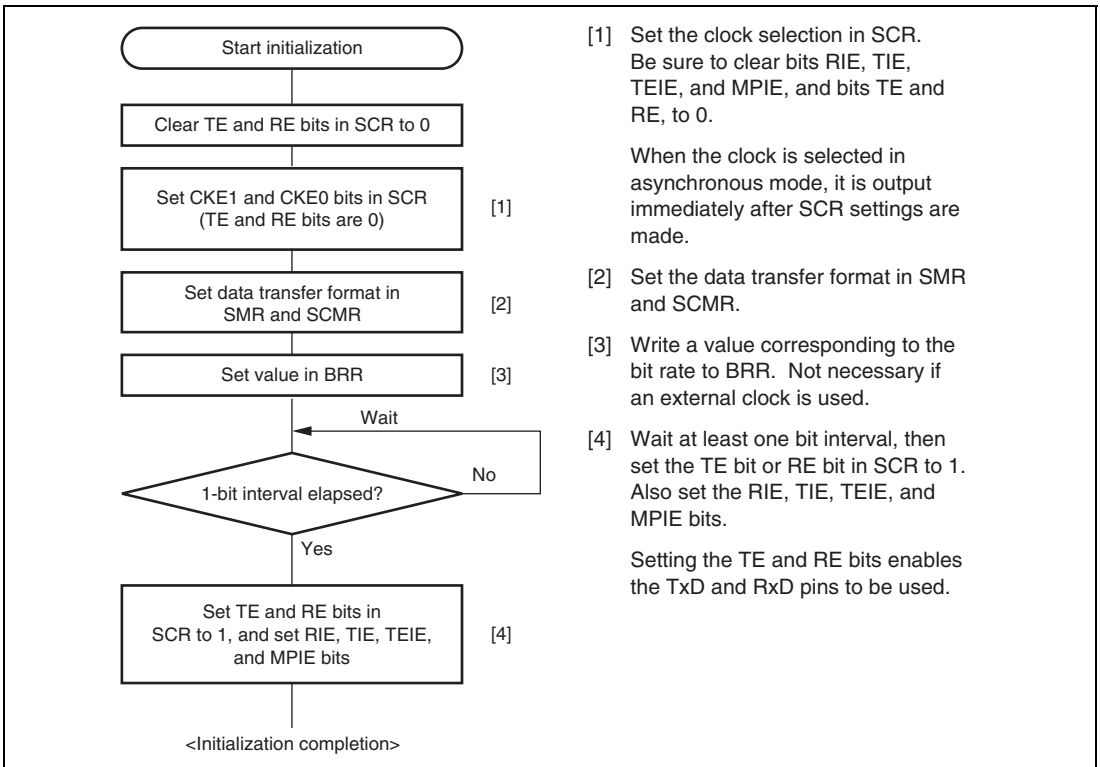 Start initialization
Clear TE and RE bits in SCR to 0
Set CKE1 and CKE0 bits in SCR
(TE and RE bits are 0)
[1]
Set data transfer format in
SMR and SCMR
[2]
Set value in BRR
[3]
Wait
No
1-bit interval elapsed?
Yes
Set TE and RE bits in
SCR to 1, and set RIE, TIE, TEIE,
and MPIE bits
[4]
<Initialization completion>
[1] Set the clock selection in SCR.
Be sure to clear bits RIE, TIE,
TEIE, and MPIE, and bits TE and
RE, to 0.
When the clock is selected in
asynchronous mode, it is output
immediately after SCR settings are
made.
[2] Set the data transfer format in SMR
and SCMR.
[3] Write a value corresponding to the
bit rate to BRR.  Not necessary if
an external clock is used.
[4] Wait at least one bit interval, then
set the TE bit or RE bit in SCR to 1.
Also set the RIE, TIE, TEIE, and
MPIE bits.
Setting the TE and RE bits enables
the TxD and RxD pins to be used.